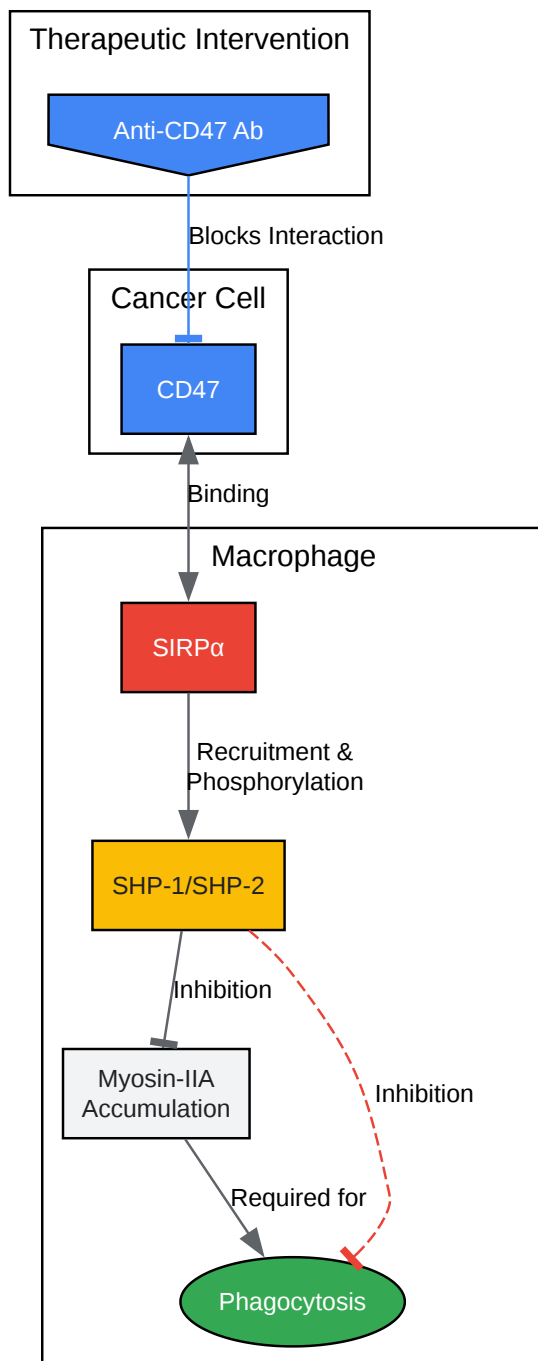 Therapeutic Intervention
Anti-CD47 Ab
Blocks Interaction
Cancer Cell
CD47
Binding
Macrophage
SIRPα
Recruitment &
Phosphorylation
SHP-1/SHP-2
Inhibition
Myosin-IIA
Accumulation
Inhibition
Required for
Phagocytosis